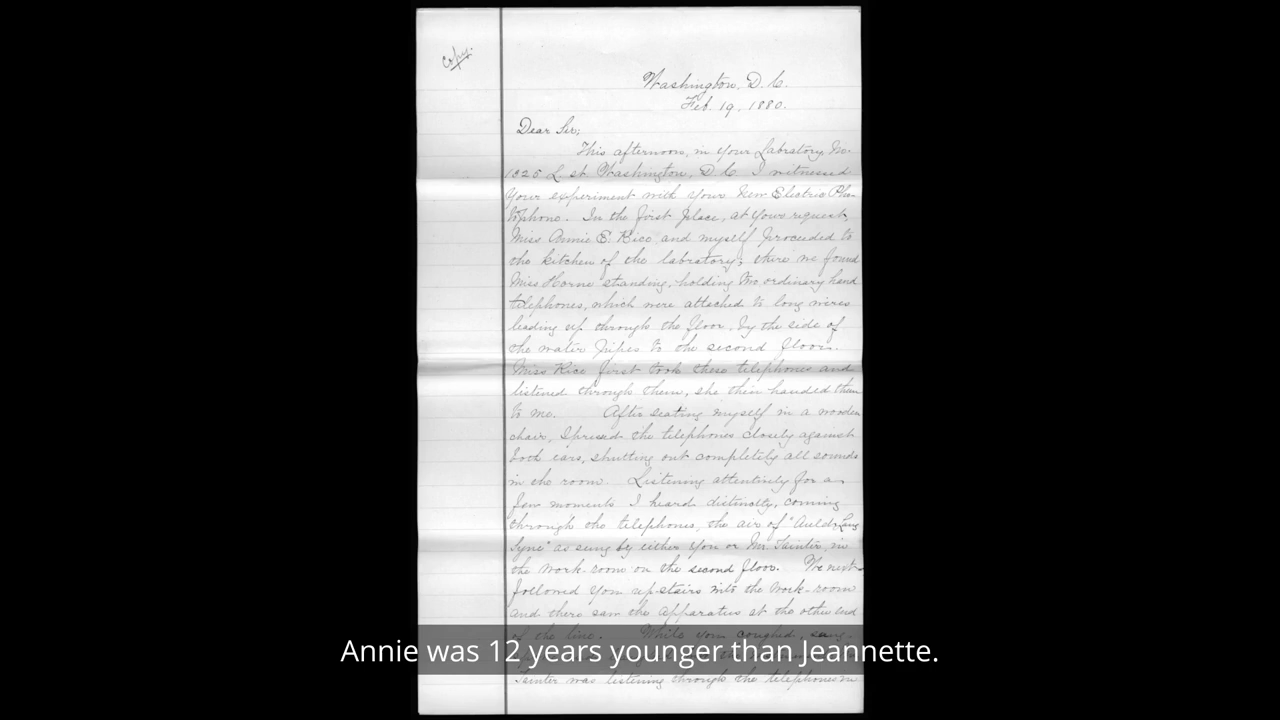 Copy.
Washington, D. C.
Feb. 19. 1880.
Dear Sir;
This afternoon, in your Labratory, No.
1325 L. st. Washington, D. C. I witnessed
your experiment with your New Electric Pho-
tophone. In the first place, at your request,
Miss Annie E. Rice and myself proceeded to
the kitchen of the labratory; there we found
Miss Horne standing, holding two ordinary hand
telephones, which were attached to long wires
leading up through the floor, by the side of
the water pipes to the second floor.
Miss Rice first took these telephones and
listened through them, she then handed them
to me. After seating myself in a wooden
chair, I pressed the telephones closely against
both ears, shutting out completely all sounds
in the room. Listening attentively for a
few moments I heard distinctly, coming
through the telephones, the air of "Auld Lang
Syne" as sung by either you or Mr. Tainter, in
the work-room on the second floor. We next
followed you up-stairs into the work-room
and there saw the apparatus at the other end
of the line. While you coughed, sang
Annie was 12 years younger than Jeannette.
Tainter was listening through the telephones in